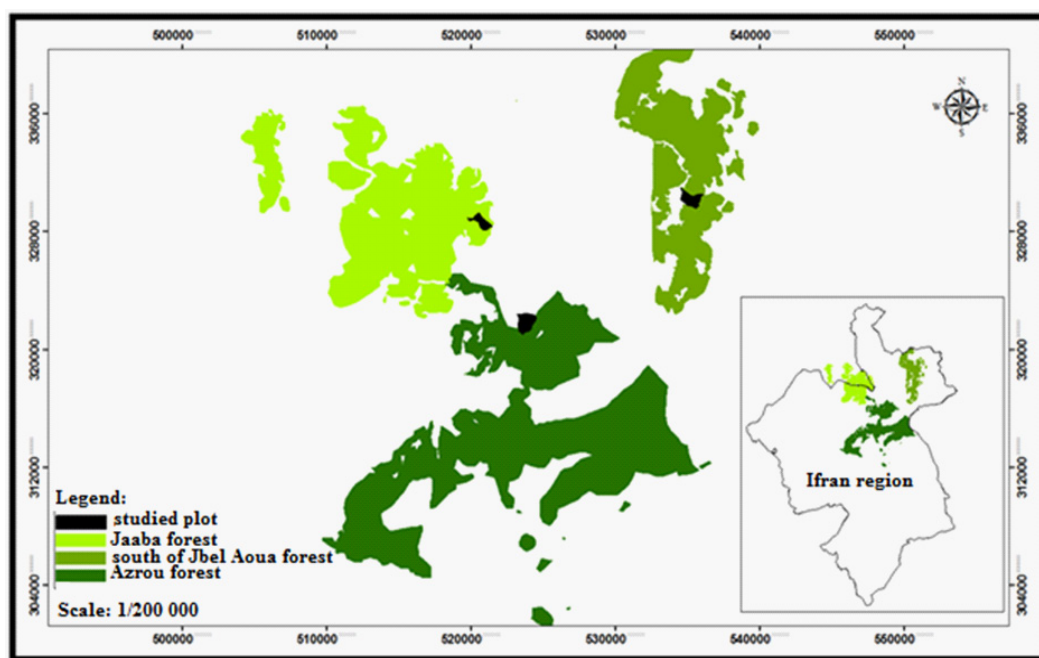 500000 510000 520000 530000 540000 550000
336000 336000
328000 328000
320000 320000
312000 312000
304000 304000
N
W E
S
Ifran region
Legend:
studied plot
Jaaba forest
south of Jbel Aoua forest
Azrou forest
Scale: 1/200 000
500000 510000 520000 530000 540000 550000